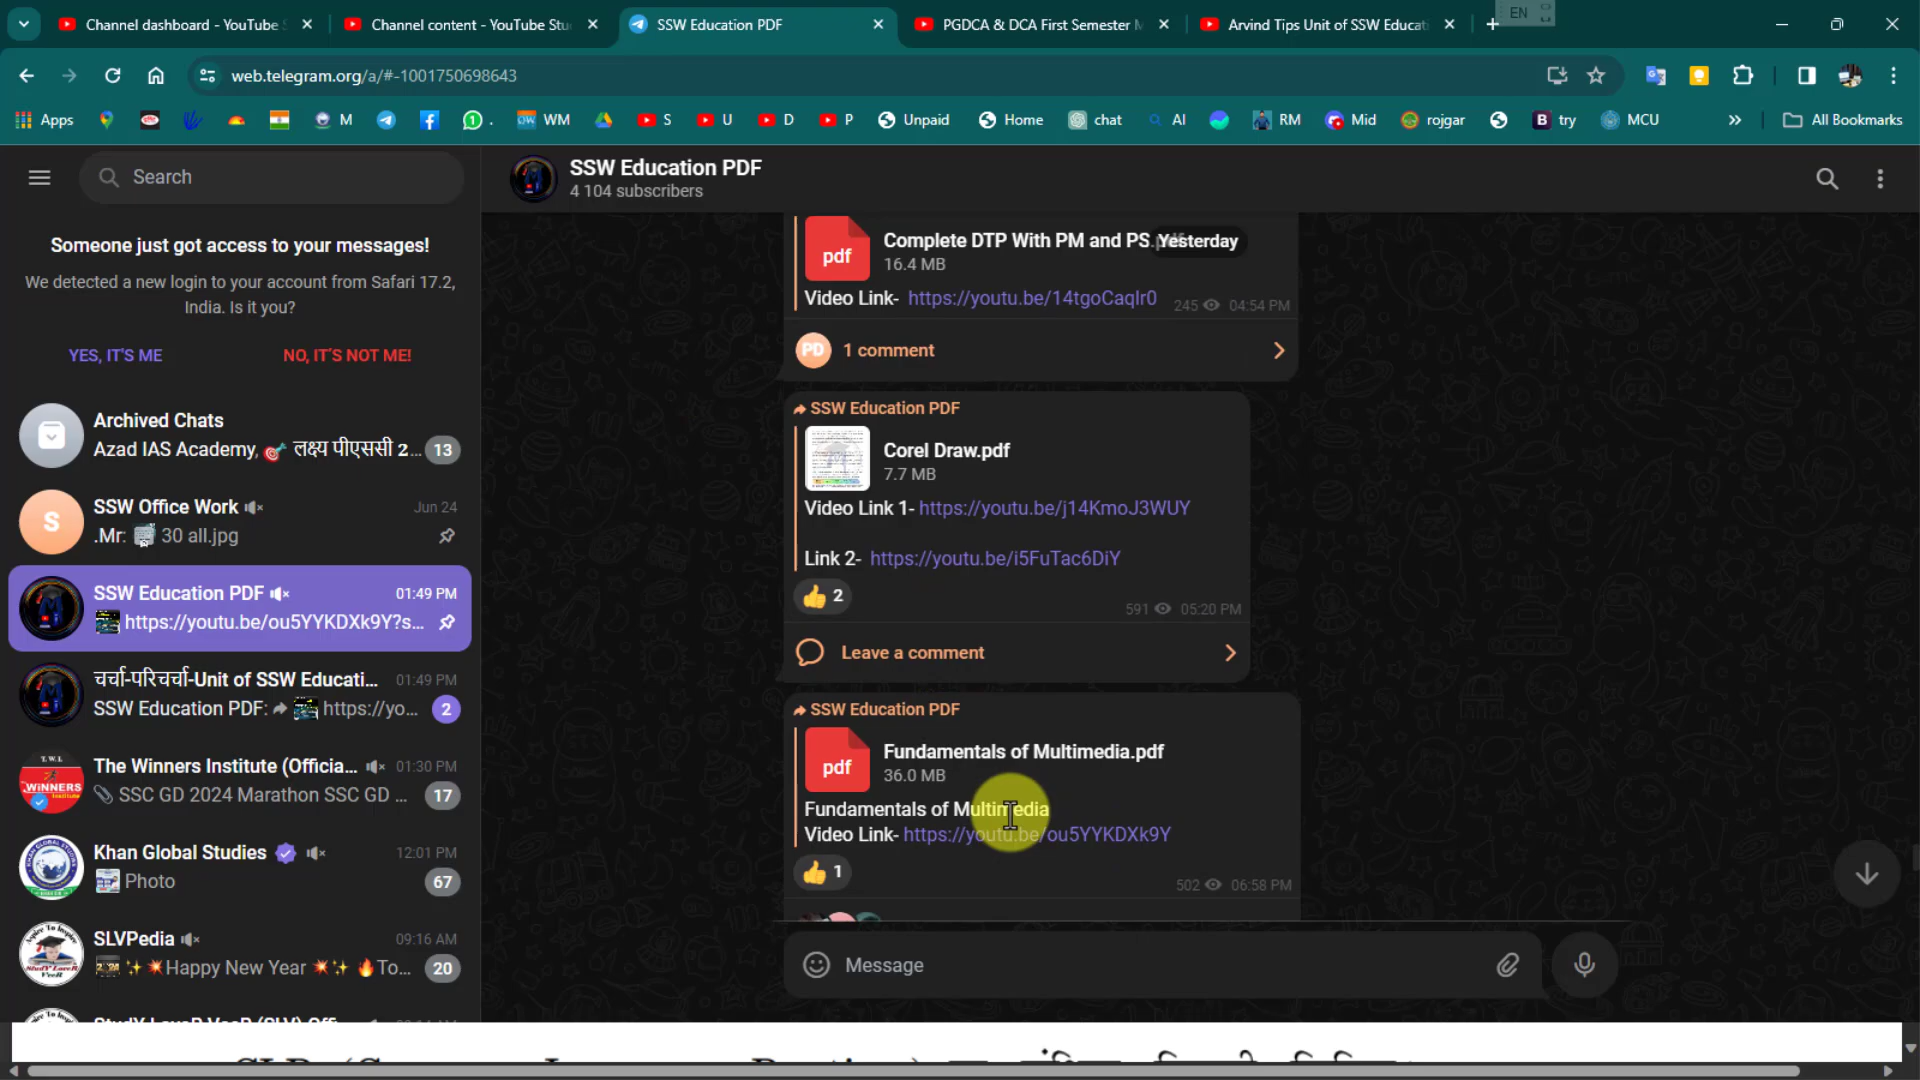 Channel dashboard - YouTube S
Channel content - YouTube Stu
SSW Education PDF
PGDCA & DCA First Semester M
Arvind Tips Unit of SSW Educati
EN
web.telegram.org/a/#-1001750698643
Apps
M
.
WM
S
U
D
P
Unpaid
Home
chat
AI
RM
Mid
rojgar
B
try
MCU
All Bookmarks
Search
SSW Education PDF
4 104 subscribers
Someone just got access to your messages!
We detected a new login to your account from Safari 17.2,
India. Is it you?
YES, IT'S ME
NO, IT'S NOT ME!
Archived Chats
Azad IAS Academy, 🎯 लक्ष्य पीएससी 2... 13
SSW Office Work Jun 24
S
.Mr: 30 all.jpg
SSW Education PDF 01:49 PM
https://youtu.be/ou5YYKDXk9Y?s...
चर्चा-परिचर्चा-Unit of SSW Educati... 01:49 PM
SSW Education PDF: https://yo... 2
T.W.I.
WiNNERS
The Winners Institute (Officia... 01:30 PM
SSC GD 2024 Marathon SSC GD ... 17
Khan Global Studies 12:01 PM
Photo 67
SLVPedia 09:16 AM
✨💥Happy New Year 💥✨ 🔥To... 20
Yesterday
pdf
Complete DTP With PM and PS
16.4 MB
Video Link- https://youtu.be/14tgoCaqIr0
245 04:54 PM
PD 1 comment
SSW Education PDF
Corel Draw.pdf
7.7 MB
Video Link 1- https://youtu.be/j14KmoJ3WUY
Link 2- https://youtu.be/i5FuTac6DiY
👍 2
591 05:20 PM
Leave a comment
SSW Education PDF
pdf
Fundamentals of Multimedia.pdf
36.0 MB
Fundamentals of Multimedia
Video Link- https://youtu.be/ou5YYKDXk9Y
👍 1
502 06:58 PM
Message